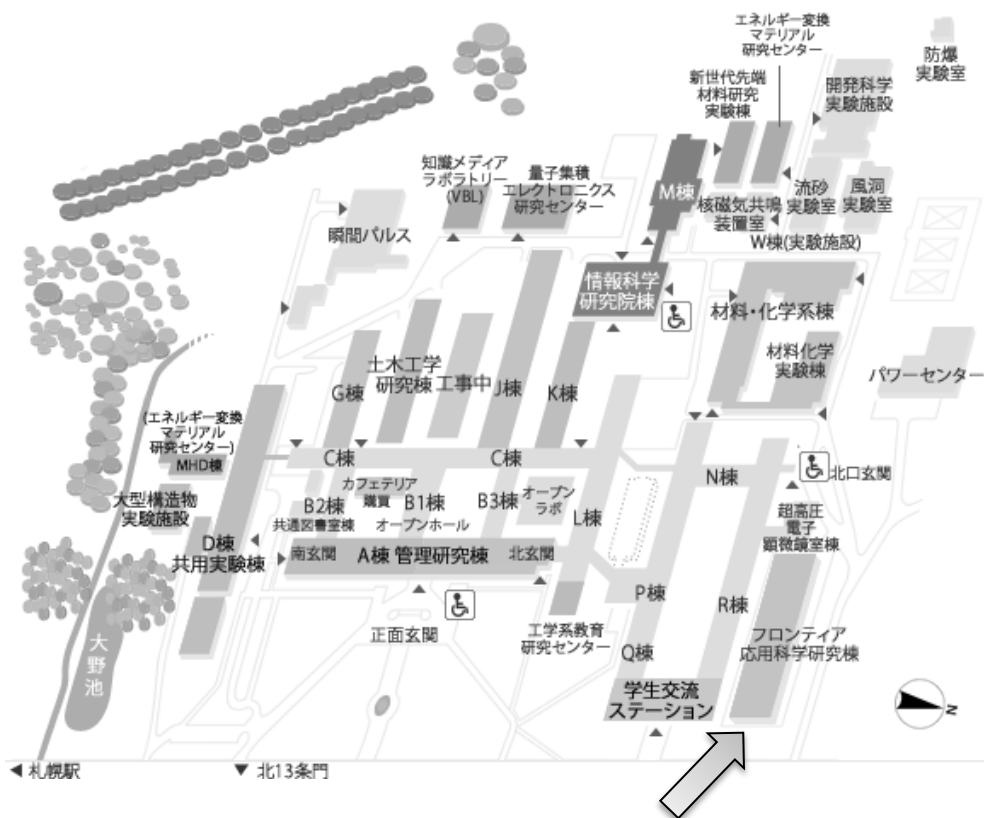 エネルギー変換
マテリアル
研究センター
防爆
実験室
新世代先端
材料研究
実験棟
開発科学
実験施設
知識メディア
ラボラトリー
(VBL)
量子集積
エレクトロニクス
研究センター
M棟
核磁気共鳴
装置室
流砂
実験室
風洞
実験室
W棟(実験施設)
瞬間パルス
情報科学
研究院棟
材料・化学系棟
材料化学
実験棟
パワーセンター
土木工学
研究棟
工事中
G棟
J棟
K棟
(エネルギー変換
マテリアル
研究センター)
MHD棟
大型構造物
実験施設
C棟
C棟
カフェテリア
購買
B2棟
共通図書室棟
B1棟
オープンホール
B3棟
オープン
ラボ
L棟
N棟
北口玄関
超高圧
電子
顕微鏡室棟
D棟
共用実験棟
南玄関
A棟 管理研究棟
北玄関
正面玄関
工学系教育
研究センター
P棟
R棟
Q棟
フロンティア
応用科学研究棟
学生交流
ステーション
大野池
N
札幌駅
北13条門